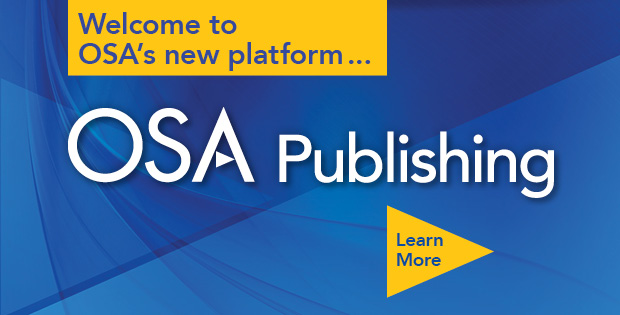 Welcome to
OSA's new platform...
OSA Publishing
Learn
More